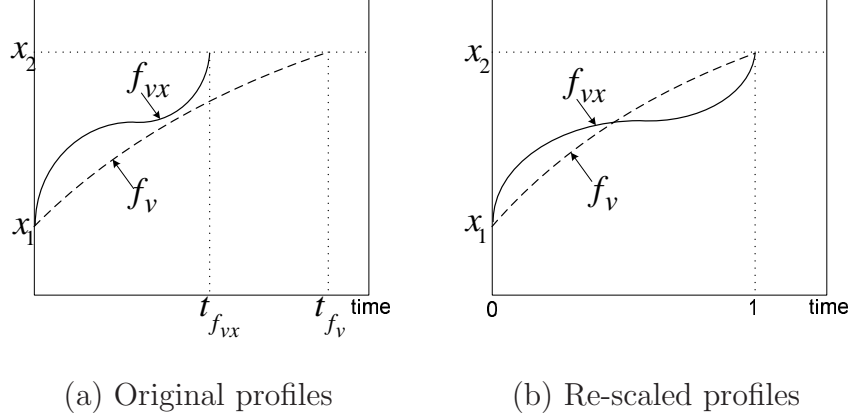 x2
fvx
fv
x1
tfvx
tfv
time
(a) Original profiles
x2
fvx
fv
x1
0
1
time
(b) Re-scaled profiles